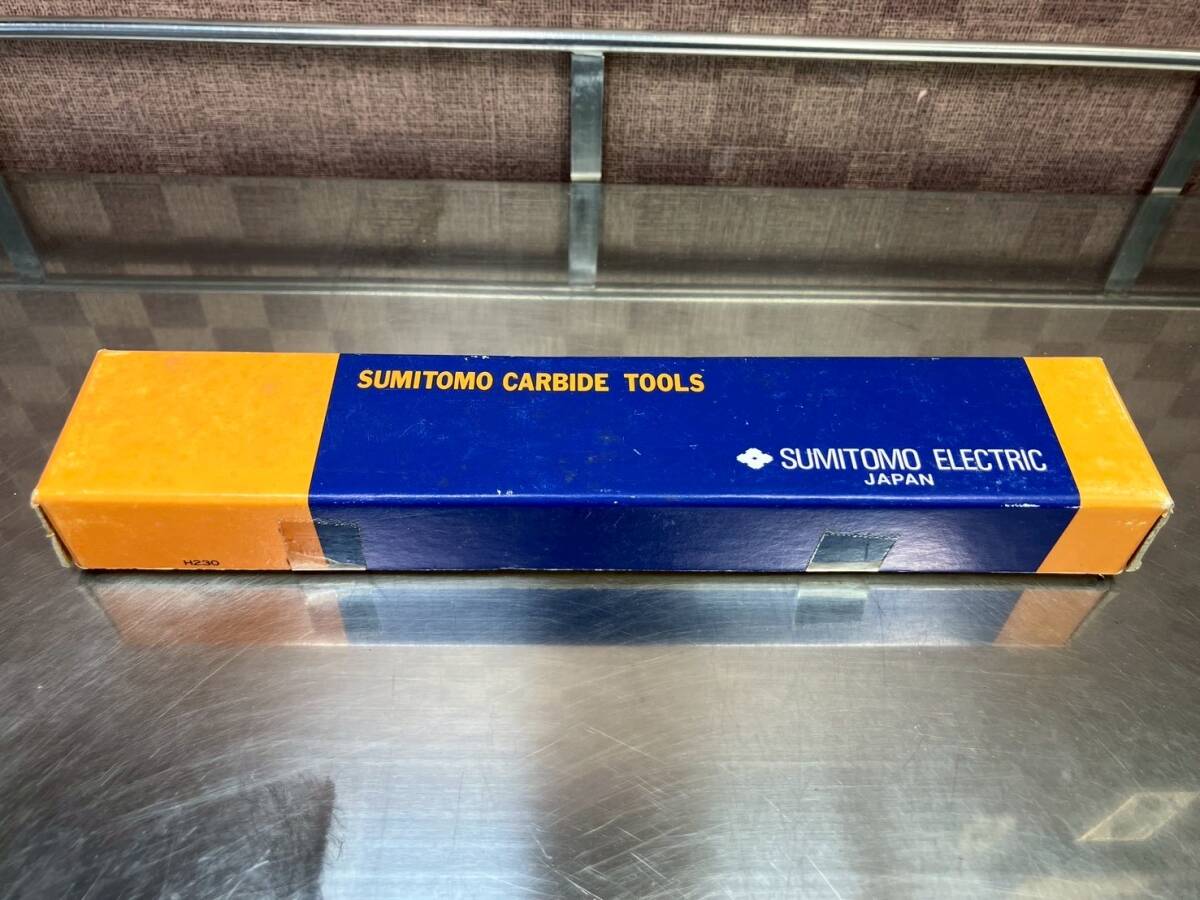 SUMITOMO CARBIDE TOOLS
SUMITOMO ELECTRIC
JAPAN
H230